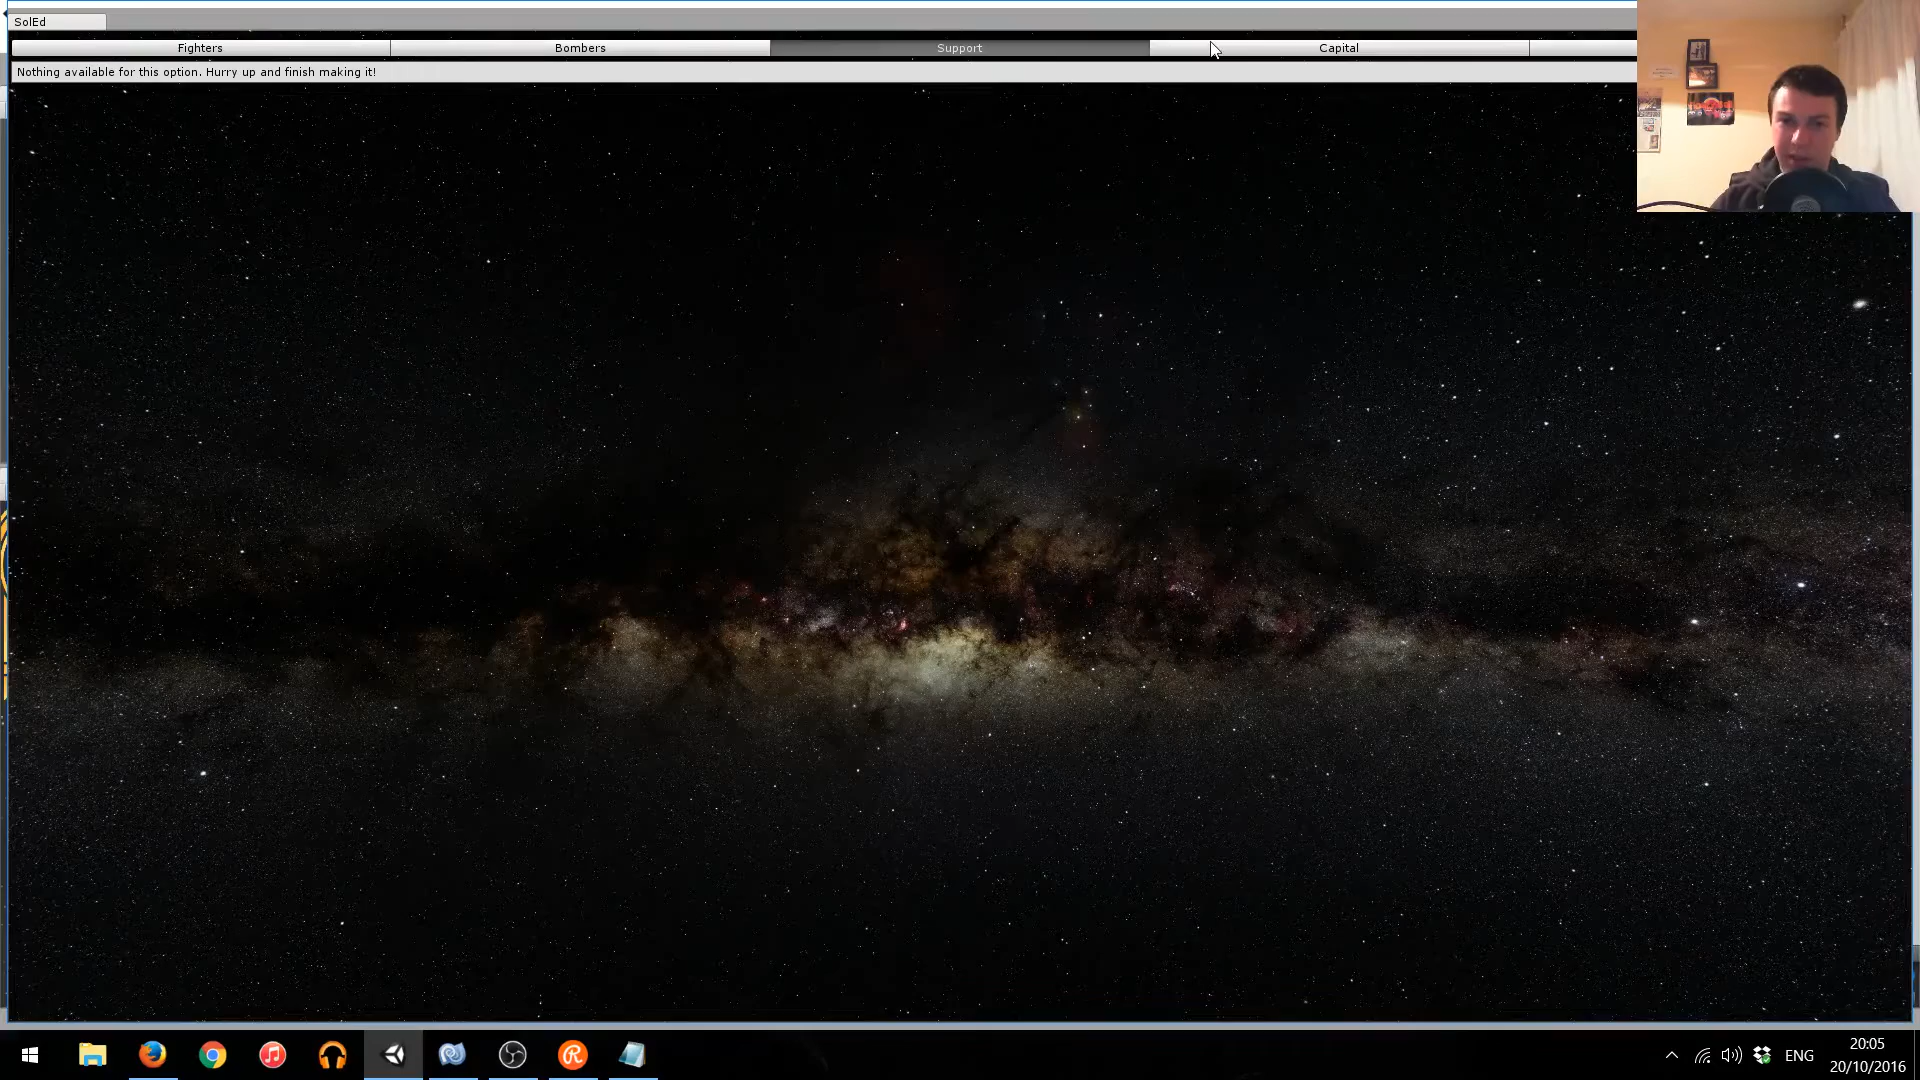 SolEd
Fighters Bombers Support Capital
Nothing available for this option. Hurry up and finish making it!
ENG
20:05
20/10/2016